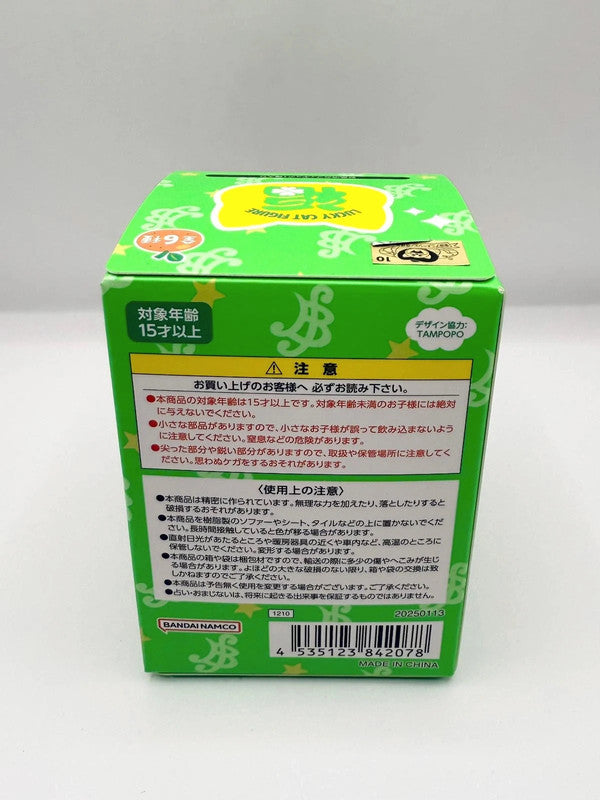 LUCKY CAT FIGURE
全6種
10
対象年齢
15才以上
デザイン協力:
TAMPOPO
⚠ 注意
お買い上げのお客様へ 必ずお読み下さい。
●本商品の対象年齢は15才以上です。対象年齢未満のお子様には絶対
に与えないでください。
●小さな部品がありますので、小さなお子様が誤って飲み込まないよう
に注意してください。窒息などの危険があります。
●尖った部分や鋭い部分がありますので、取扱や保管場所に注意してく
ださい。思わぬケガをするおそれがあります。
〈使用上の注意〉
●本商品は精密に作られています。無理な力を加えたり、落としたりすると
破損するおそれがあります。
●本商品を樹脂製のソファーやシート、タイルなどの上に置かないでくだ
さい。長時間接触していると色が移る場合があります。
●直射日光があたるところや暖房器具の近くや車内など、高温のところに
保管しないでください。変形する場合があります。
●本商品の箱や袋は梱包材ですので、輸送の際に多少の傷やへこみが生じ
る場合があります。よほどの大きな破損のない限り、箱や袋の交換は致
しかねますのでご了承ください。
●本商品は予告無く使用を変更する場合がございます。ご了承ください。
●占い・おまじないは、将来に起きる出来事を保証するものではありません。
BANDAI NAMCO
1210
20250113
4 535123 842078
MADE IN CHINA